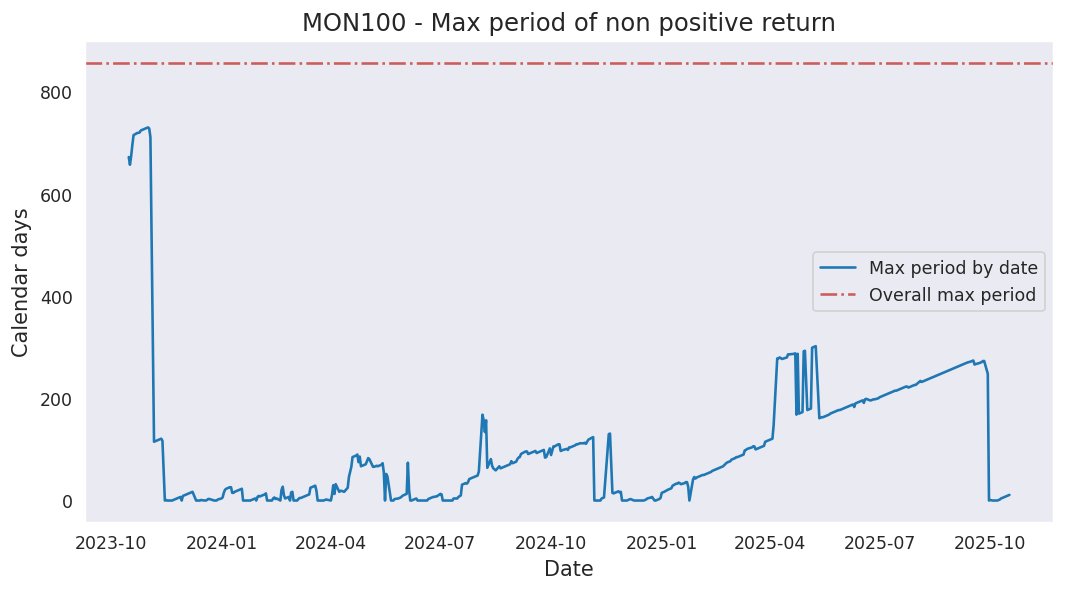 MON100 - Max period of non positive return
Calendar days
800
600
400
200
0
Max period by date
Overall max period
2023-10 2024-01 2024-04 2024-07 2024-10 2025-01 2025-04 2025-07 2025-10
Date